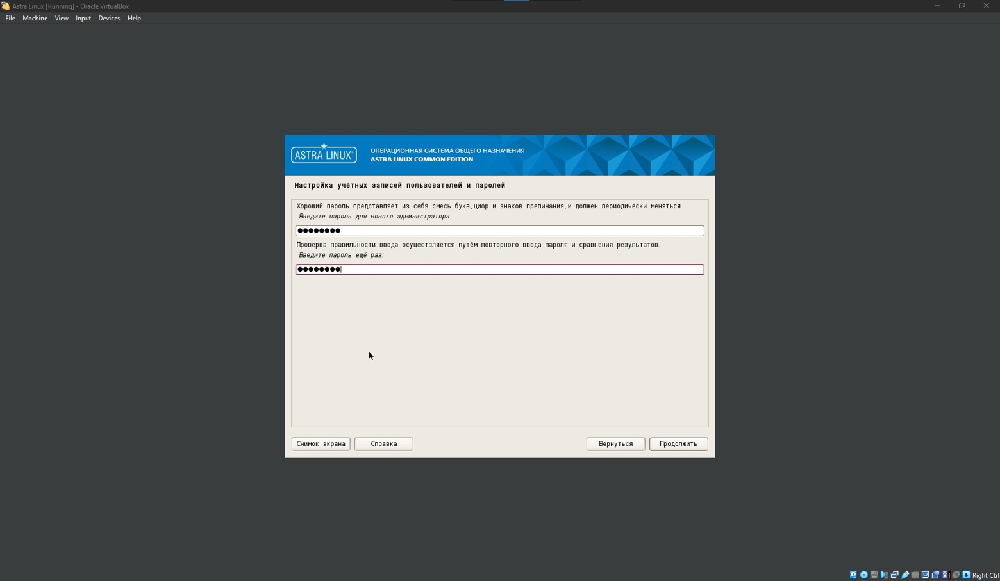 Astra Linux [Running] - Oracle VirtualBox
File Machine View Input Devices Help
ASTRA LINUX®
ОПЕРАЦИОННАЯ СИСТЕМА ОБЩЕГО НАЗНАЧЕНИЯ
ASTRA LINUX COMMON EDITION
Настройка учётных записей пользователей и паролей
Хороший пароль представляет из себя смесь букв, цифр и знаков препинания, и должен периодически меняться.
Введите пароль для нового администратора:
●●●●●●●●
Проверка правильности ввода осуществляется путём повторного ввода пароля и сравнения результатов.
Введите пароль ещё раз:
●●●●●●●●
Снимок экрана Справка Вернуться Продолжить
Right Ctrl